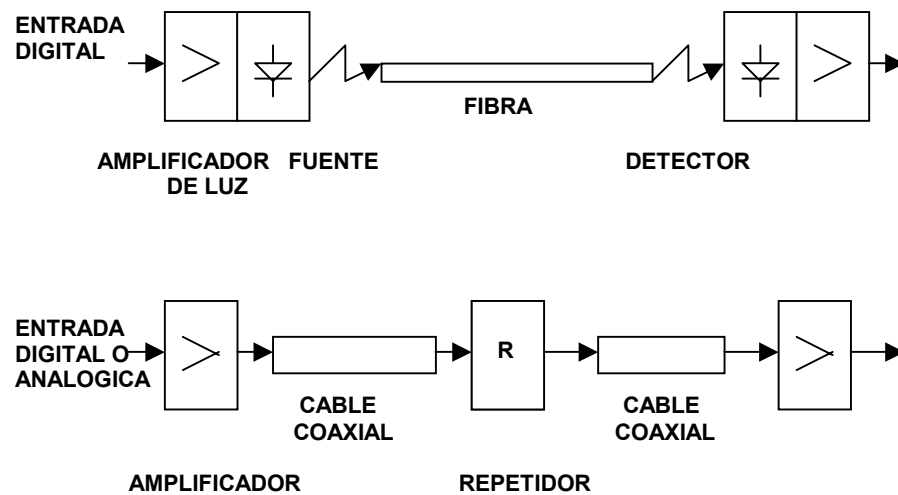 ENTRADA
DIGITAL
FIBRA
AMPLIFICADOR FUENTE DETECTOR
DE LUZ
ENTRADA
DIGITAL O
ANALOGICA
R
CABLE CABLE
COAXIAL COAXIAL
AMPLIFICADOR REPETIDOR